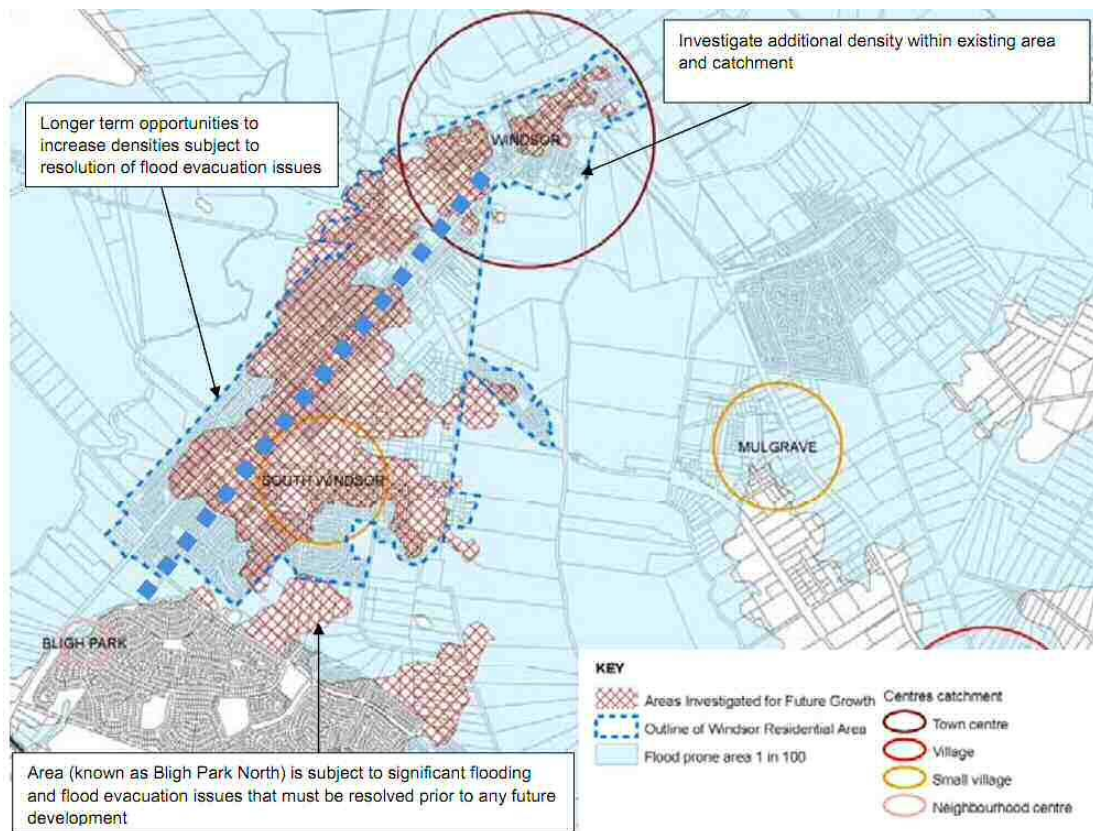 Investigate additional density within existing area
and catchment
Longer term opportunities to
increase densities subject to
resolution of flood evacuation issues
WINDSOR
MULGRAVE
SOUTH WINDSOR
BLIGH PARK
KEY
Areas Investigated for Future Growth
Outline of Windsor Residential Area
Flood prone area 1 in 100
Centres catchment
Town centre
Village
Small village
Neighbourhood centre
Area (known as Bligh Park North) is subject to significant flooding
and flood evacuation issues that must be resolved prior to any future
development